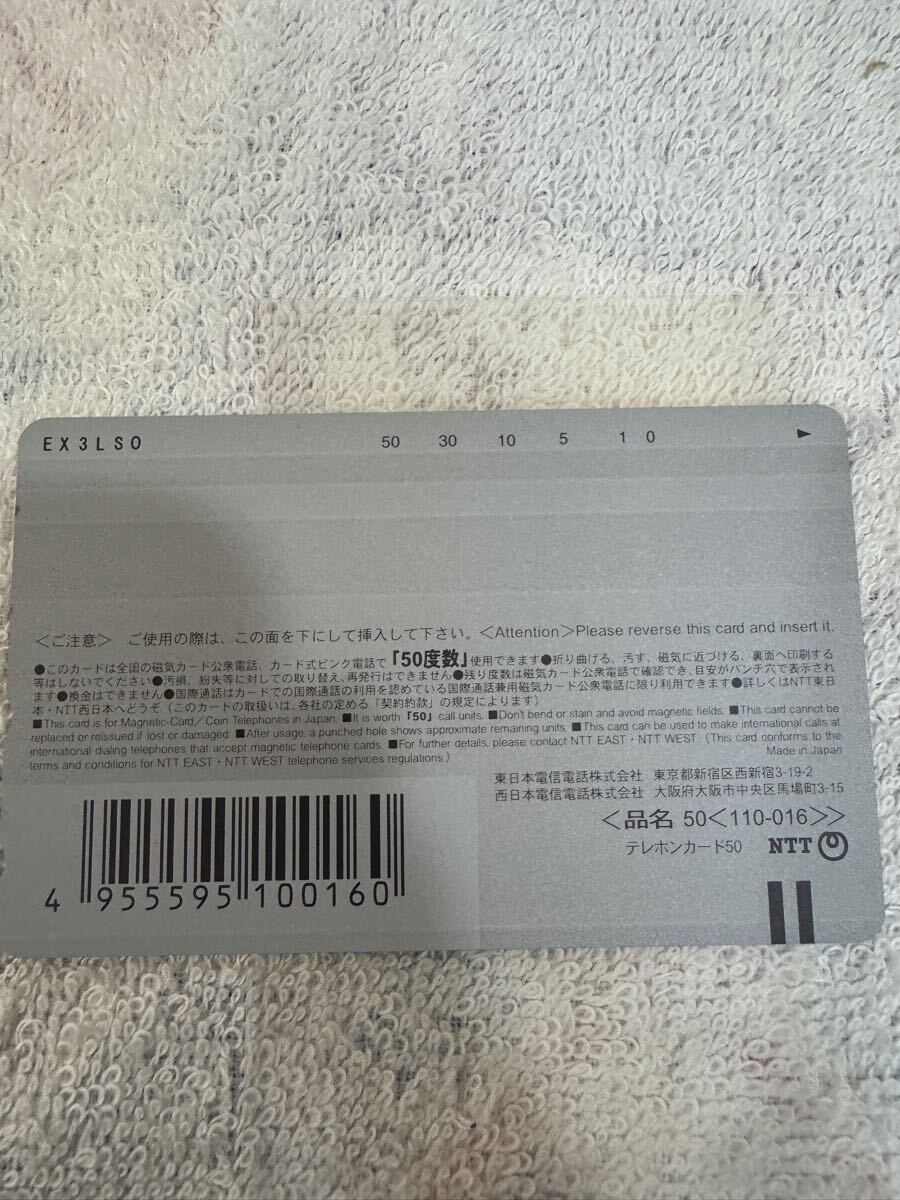 EX3LSO 50 30 10 5 1 0 ►
＜ご注意＞ ご使用の際は、この面を下にして挿入して下さい。＜Attention＞Please reverse this card and insert it.
●このカードは全国の磁気カード公衆電話、カード式ピンク電話で「50度数」使用できます●折り曲げる、汚す、磁気に近づける、裏面へ印刷する
等はしないでください●汚損、紛失等に対しての取り替え、再発行はできません●残り度数は磁気カード公衆電話で確認でき、目安がパンチ穴で表示されます
●換金はできません●国際通話はカードでの国際通話の利用を認めている国際通話兼用磁気カード公衆電話に限り利用できます●詳しくはNTT東日
本・NTT西日本へどうぞ（このカードの取扱いは、各社の定める「契約約款」の規定によります）
■This card is for Magnetic-Card／Coin Telephones in Japan. ■It is worth「50」call units. ■Don't bend or stain and avoid magnetic fields. ■This card cannot be
replaced or reissued if lost or damaged. ■After usage, a punched hole shows approximate remaining units. ■This card can be used to make international calls at
international dialing telephones that accept magnetic telephone cards. ■For further details, please contact NTT EAST・NTT WEST（This card conforms to the
terms and conditions for NTT EAST・NTT WEST telephone services regulations.） Made in Japan
東日本電信電話株式会社 東京都新宿区西新宿3-19-2
西日本電信電話株式会社 大阪府大阪市中央区馬場町3-15
＜品名 50＜110-016＞＞
テレホンカード50 NTT
4 955595 100160